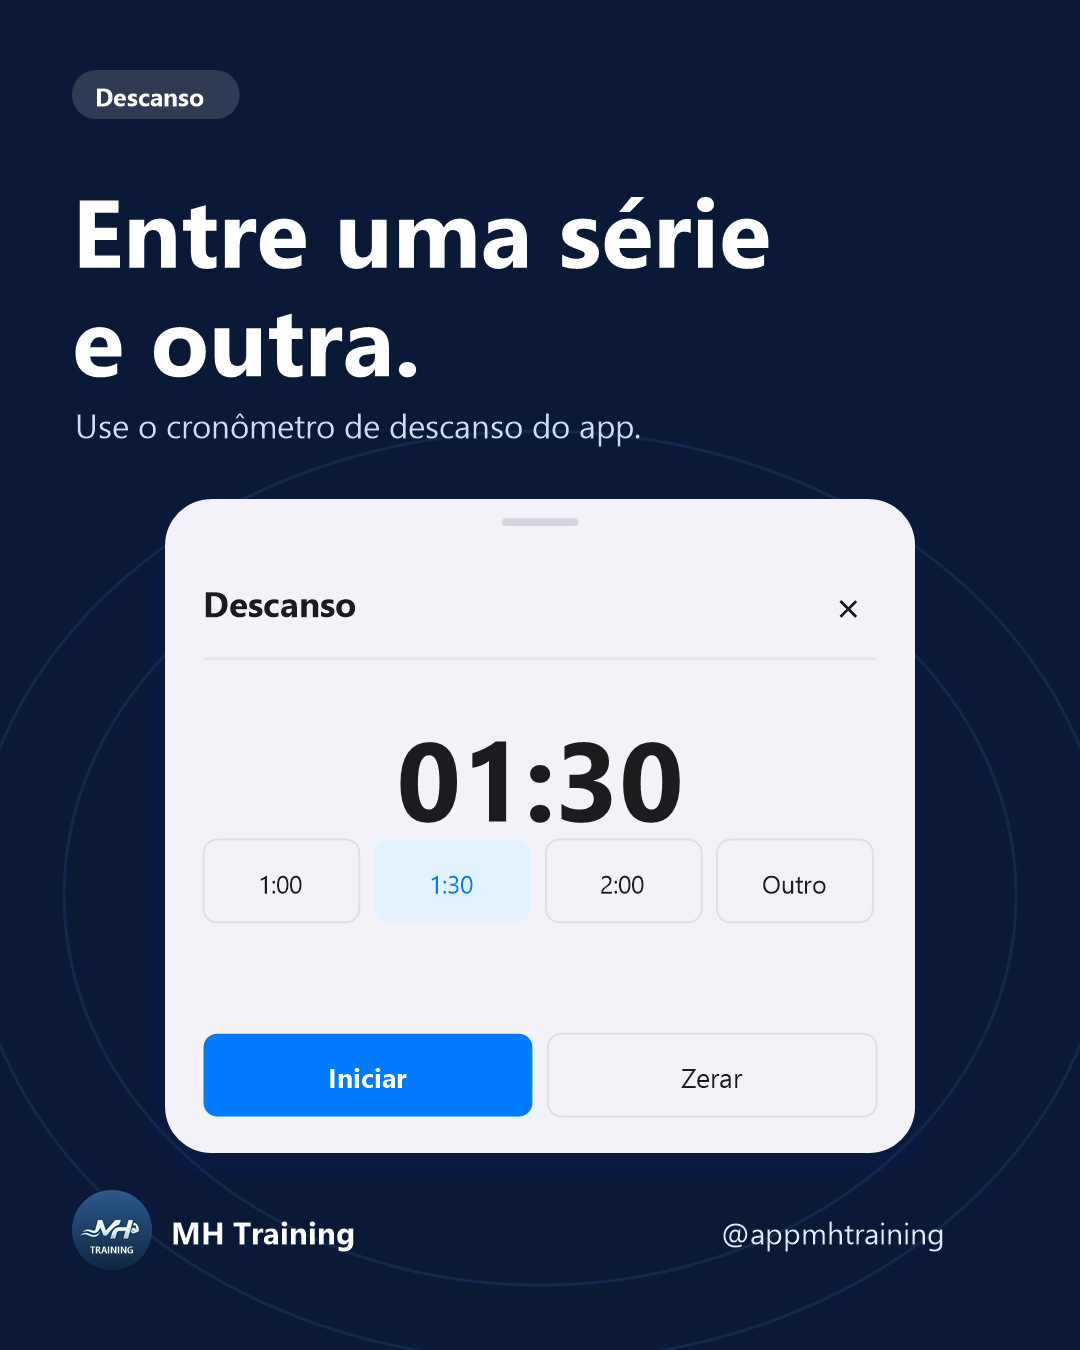 Descanso
Entre uma série
e outra.
Use o cronômetro de descanso do app.
Descanso
01:30
1:00
1:30
2:00
Outro
Iniciar
Zerar
MH
TRAINING
MH Training
@appmhtraining